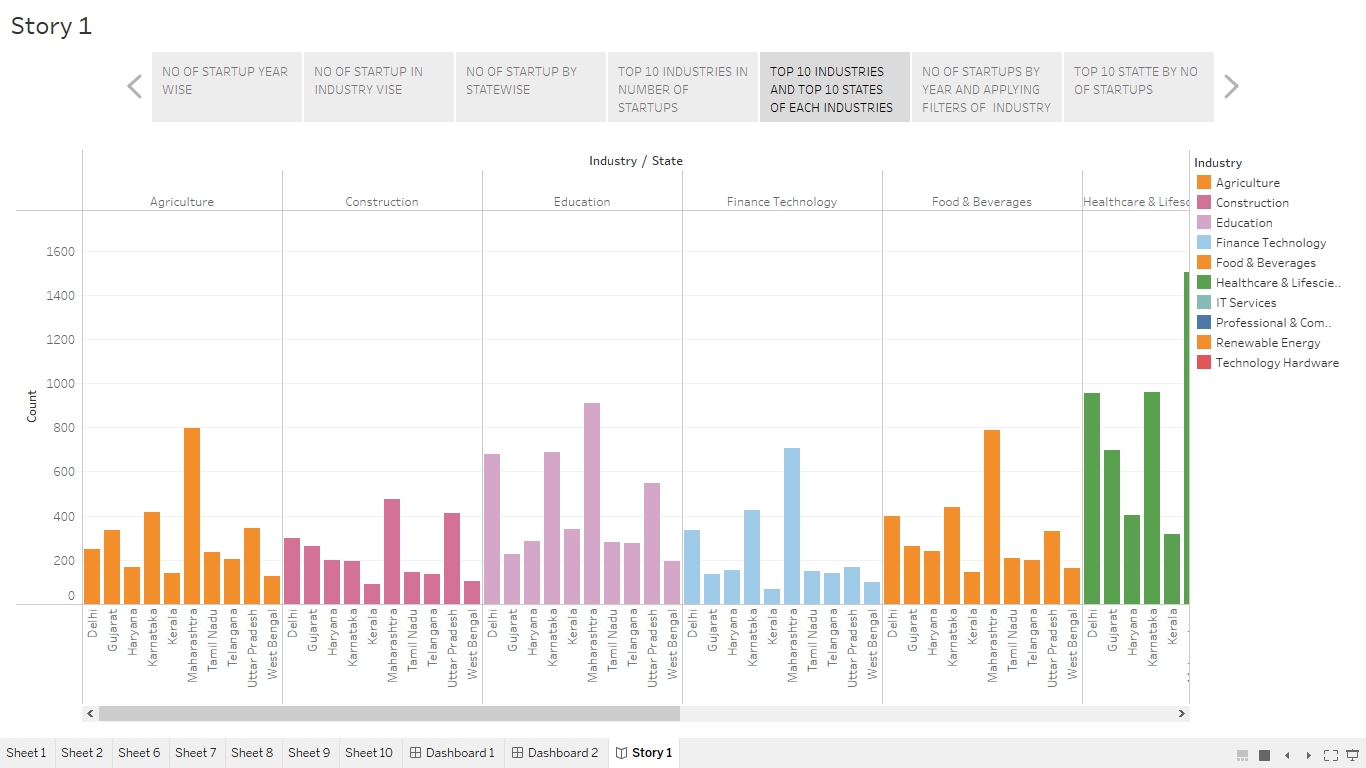 Story 1
NO OF STARTUP YEAR
WISE
NO OF STARTUP IN
INDUSTRY VISE
NO OF STARTUP BY
STATEWISE
TOP 10 INDUSTRIES IN
NUMBER OF
STARTUPS
TOP 10 INDUSTRIES
AND TOP 10 STATES
OF EACH INDUSTRIES
NO OF STARTUPS BY
YEAR AND APPLYING
FILTERS OF INDUSTRY
TOP 10 STATTE BY NO
OF STARTUPS
Industry / State
Agriculture
Construction
Education
Finance Technology
Food & Beverages
Healthcare & Lifesc
Count
1600
1400
1200
1000
800
600
400
200
0
Delhi
Gujarat
Haryana
Karnataka
Kerala
Maharashtra
Tamil Nadu
Telangana
Uttar Pradesh
West Bengal
Delhi
Gujarat
Haryana
Karnataka
Kerala
Maharashtra
Tamil Nadu
Telangana
Uttar Pradesh
West Bengal
Delhi
Gujarat
Haryana
Karnataka
Kerala
Maharashtra
Tamil Nadu
Telangana
Uttar Pradesh
West Bengal
Delhi
Gujarat
Haryana
Karnataka
Kerala
Maharashtra
Tamil Nadu
Telangana
Uttar Pradesh
West Bengal
Delhi
Gujarat
Haryana
Karnataka
Kerala
Maharashtra
Tamil Nadu
Telangana
Uttar Pradesh
West Bengal
Delhi
Gujarat
Haryana
Karnataka
Kerala
Industry
Agriculture
Construction
Education
Finance Technology
Food & Beverages
Healthcare & Lifescie..
IT Services
Professional & Com..
Renewable Energy
Technology Hardware
Sheet 1
Sheet 2
Sheet 6
Sheet 7
Sheet 8
Sheet 9
Sheet 10
Dashboard 1
Dashboard 2
Story 1